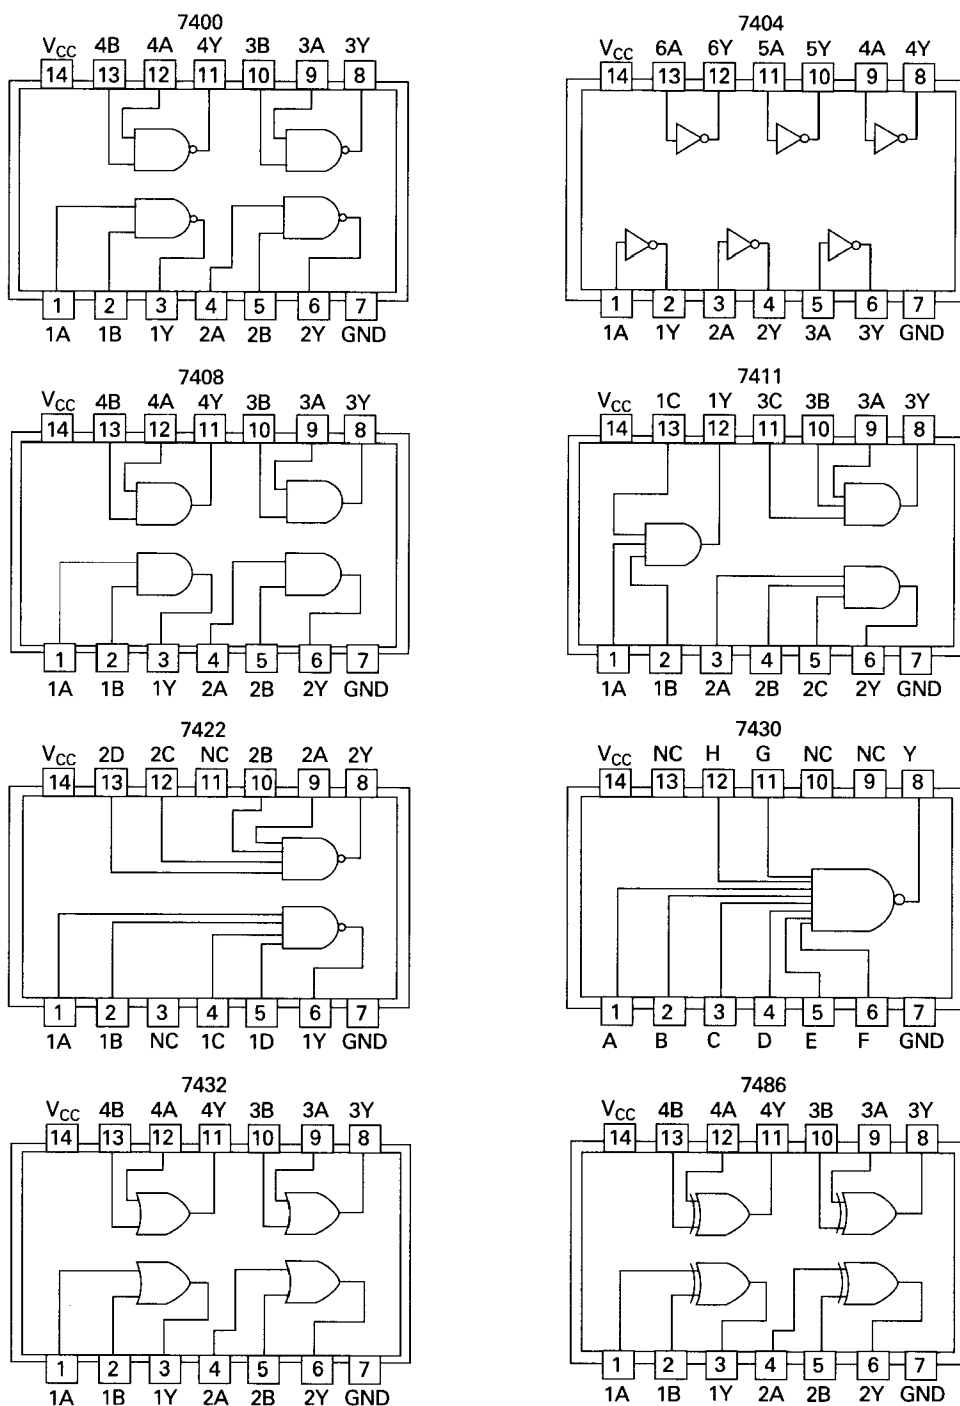 7400
VCC 4B 4A 4Y 3B 3A 3Y
14 13 12 11 10 9 8
1 2 3 4 5 6 7
1A 1B 1Y 2A 2B 2Y GND
7404
VCC 6A 6Y 5A 5Y 4A 4Y
14 13 12 11 10 9 8
1 2 3 4 5 6 7
1A 1Y 2A 2Y 3A 3Y GND
7408
VCC 4B 4A 4Y 3B 3A 3Y
14 13 12 11 10 9 8
1 2 3 4 5 6 7
1A 1B 1Y 2A 2B 2Y GND
7411
VCC 1C 1Y 3C 3B 3A 3Y
14 13 12 11 10 9 8
1 2 3 4 5 6 7
1A 1B 2A 2B 2C 2Y GND
7422
VCC 2D 2C NC 2B 2A 2Y
14 13 12 11 10 9 8
1 2 3 4 5 6 7
1A 1B NC 1C 1D 1Y GND
7430
VCC NC H G NC NC Y
14 13 12 11 10 9 8
1 2 3 4 5 6 7
A B C D E F GND
7432
VCC 4B 4A 4Y 3B 3A 3Y
14 13 12 11 10 9 8
1 2 3 4 5 6 7
1A 1B 1Y 2A 2B 2Y GND
7486
VCC 4B 4A 4Y 3B 3A 3Y
14 13 12 11 10 9 8
1 2 3 4 5 6 7
1A 1B 1Y 2A 2B 2Y GND